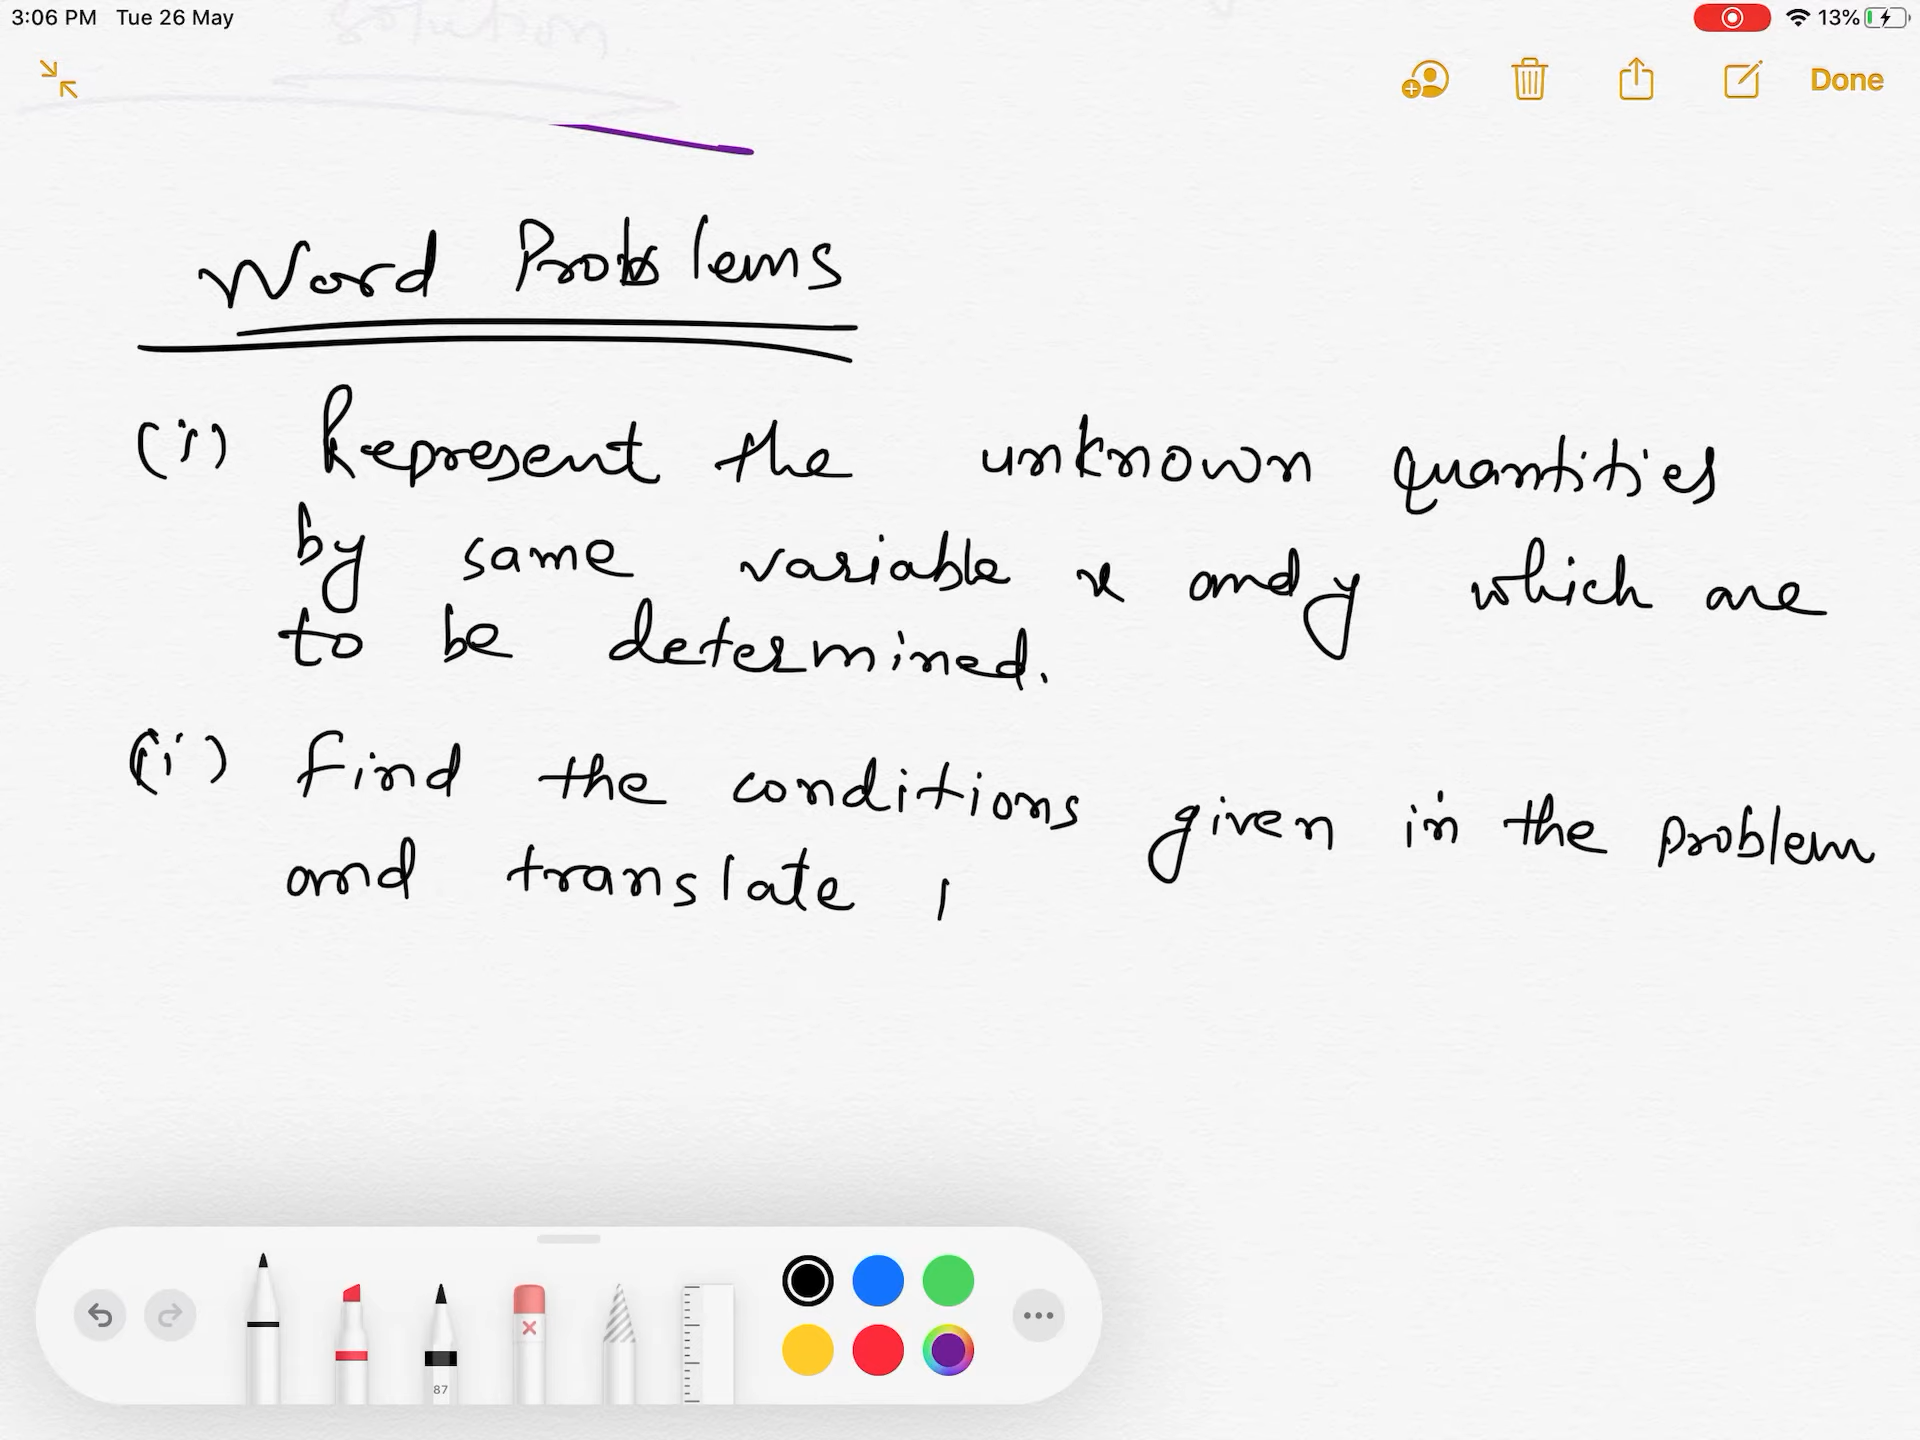 3:06 PM Tue 26 May
13%
solution
Done
Word Problems
(i) Represent the unknown quantities
by same variable x and y which are
to be determined.
(ii) Find the conditions given in the problem
and translate
87